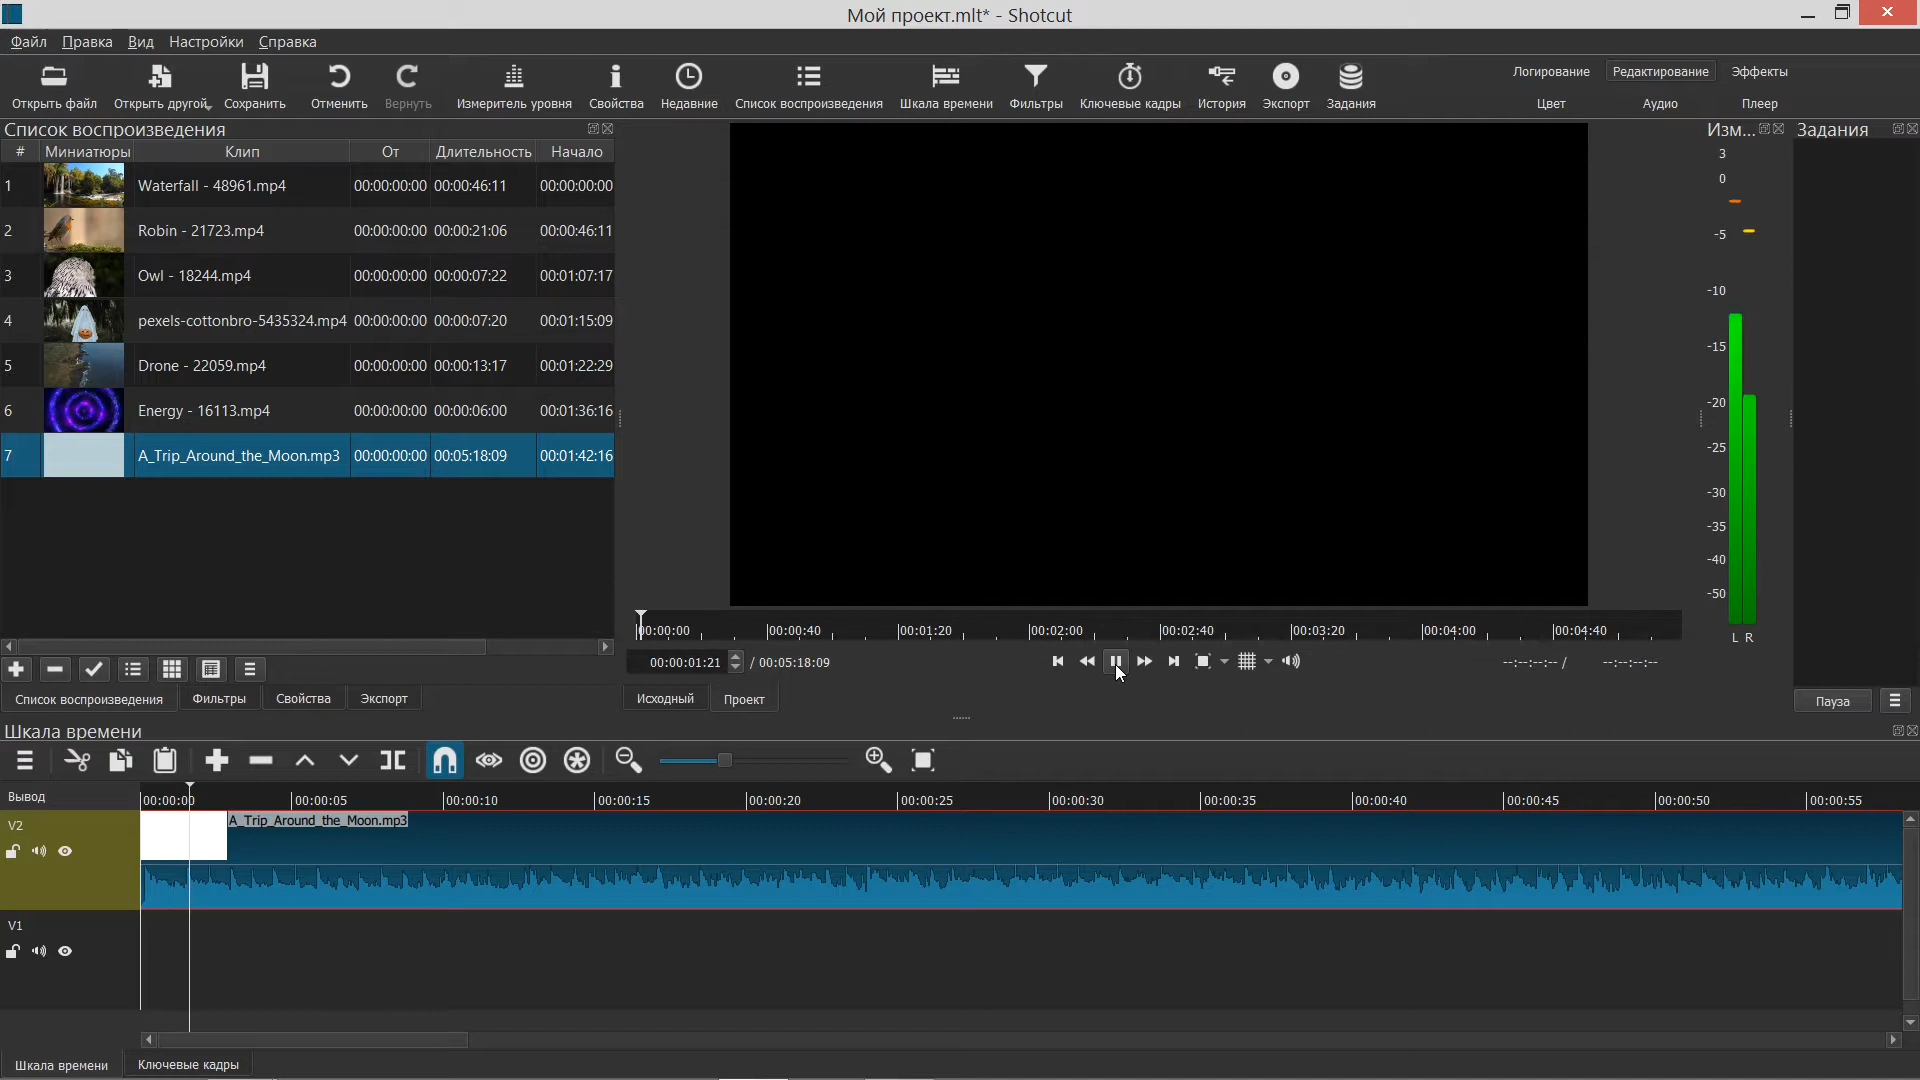 Мой проект.mlt* - Shotcut
Файл Правка Вид Настройки Справка
Открыть файл Открыть другой Сохранить Отменить Вернуть Измеритель уровня Свойства Недавние Список воспроизведения Шкала времени Фильтры Ключевые кадры История Экспорт Задания
Логирование Редактирование Эффекты
Цвет Аудио Плеер
Список воспроизведения
# Миниатюры Клип От Длительность Начало
1 Waterfall - 48961.mp4 00:00:00:00 00:00:46:11 00:00:00:00
2 Robin - 21723.mp4 00:00:00:00 00:00:21:06 00:00:46:11
3 Owl - 18244.mp4 00:00:00:00 00:00:07:22 00:01:07:17
4 pexels-cottonbro-5435324.mp4 00:00:00:00 00:00:07:20 00:01:15:09
5 Drone - 22059.mp4 00:00:00:00 00:00:13:17 00:01:22:29
6 Energy - 16113.mp4 00:00:00:00 00:00:06:00 00:01:36:16
7 A_Trip_Around_the_Moon.mp3 00:00:00:00 00:05:18:09 00:01:42:16
Список воспроизведения Фильтры Свойства Экспорт
00:00:00 00:00:40 00:01:20 00:02:00 00:02:40 00:03:20 00:04:00 00:04:40
00:00:01:21 / 00:05:18:09
--:--:--:-- / --:--:--:--
Исходный Проект
Изм...
3
0
-5
-10
-15
-20
-25
-30
-35
-40
-50
L R
Задания
Пауза
Шкала времени
Вывод
00:00:00 00:00:05 00:00:10 00:00:15 00:00:20 00:00:25 00:00:30 00:00:35 00:00:40 00:00:45 00:00:50 00:00:55
V2
A_Trip_Around_the_Moon.mp3
V1
Шкала времени Ключевые кадры